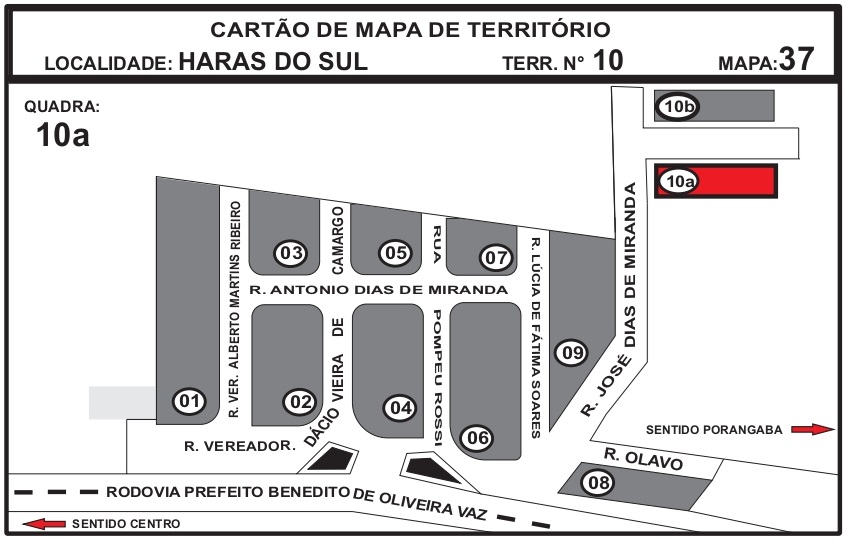 CARTÃO DE MAPA DE TERRITÓRIO
LOCALIDADE: HARAS DO SUL TERR. N° 10 MAPA:37
QUADRA:
10a
10b
10a
R. JOSÉ DIAS DE MIRANDA
03
05
07
R. VER. ALBERTO MARTINS RIBEIRO
R. DÁCIO VIEIRA DE CAMARGO
RUA POMPEU ROSSI
R. LÚCIA DE FÁTIMA SOARES
R. ANTONIO DIAS DE MIRANDA
09
01
02
04
06
R. VEREADOR
SENTIDO PORANGABA
R. OLAVO
08
RODOVIA PREFEITO BENEDITO DE OLIVEIRA VAZ
SENTIDO CENTRO